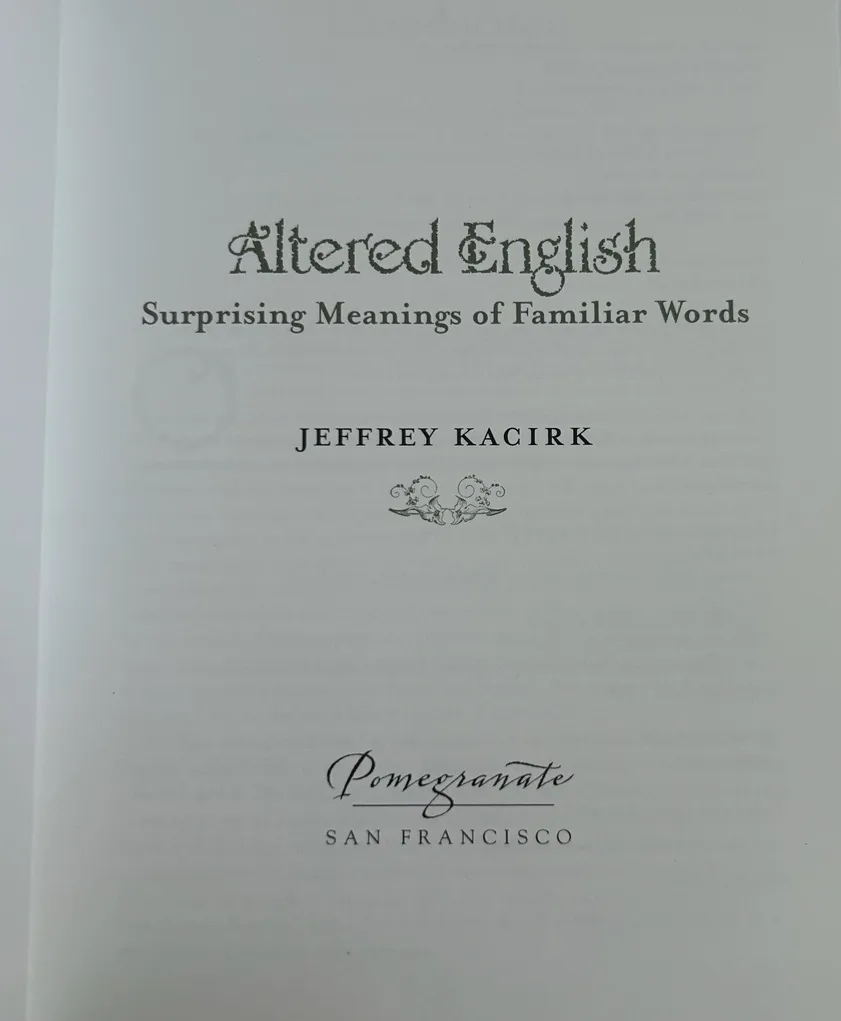 Altered English
Surprising Meanings of Familiar Words
JEFFREY KACIRK
Pomegranate
SAN FRANCISCO